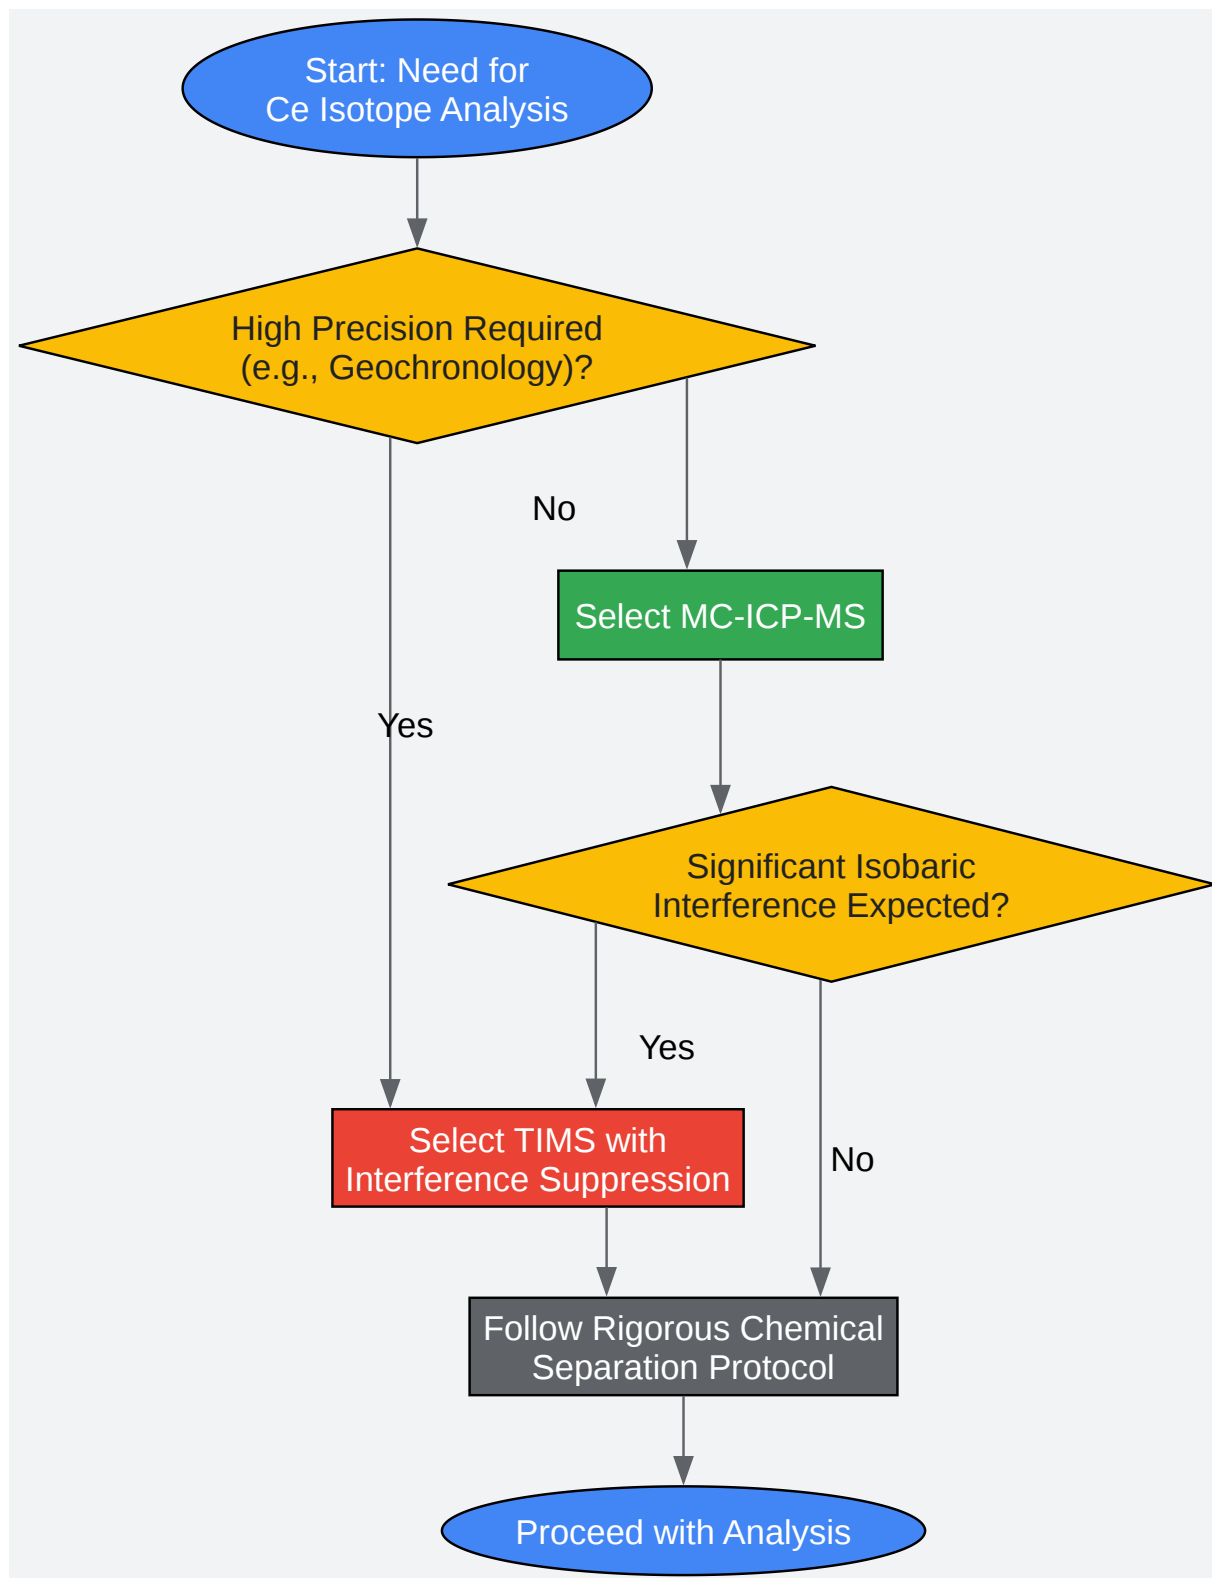 Start: Need for
Ce Isotope Analysis
High Precision Required
(e.g., Geochronology)?
No
Select MC-ICP-MS
Yes
Significant Isobaric
Interference Expected?
Yes
Select TIMS with
Interference Suppression
No
Follow Rigorous Chemical
Separation Protocol
Proceed with Analysis